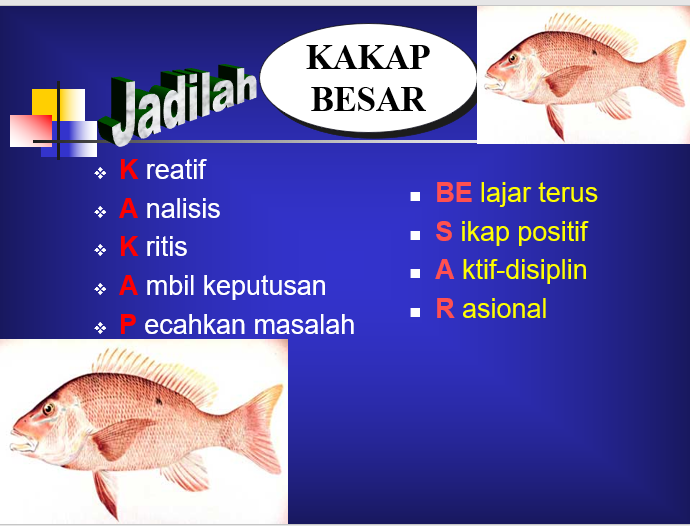 Jadilah
KAKAP
BESAR
K reatif
A nalisis
K ritis
A mbil keputusan
P ecahkan masalah
BE lajar terus
S ikap positif
A ktif-disiplin
R asional